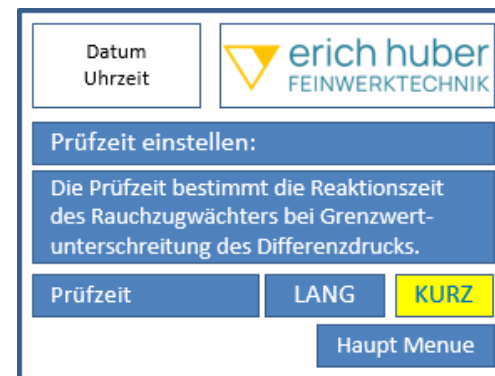 Datum
Uhrzeit
erich huber
FEINWERKTECHNIK
Prüfzeit einstellen:
Die Prüfzeit bestimmt die Reaktionszeit
des Rauchzugwächters bei Grenzwert-
unterschreitung des Differenzdrucks.
Prüfzeit LANG KURZ
Haupt Menue